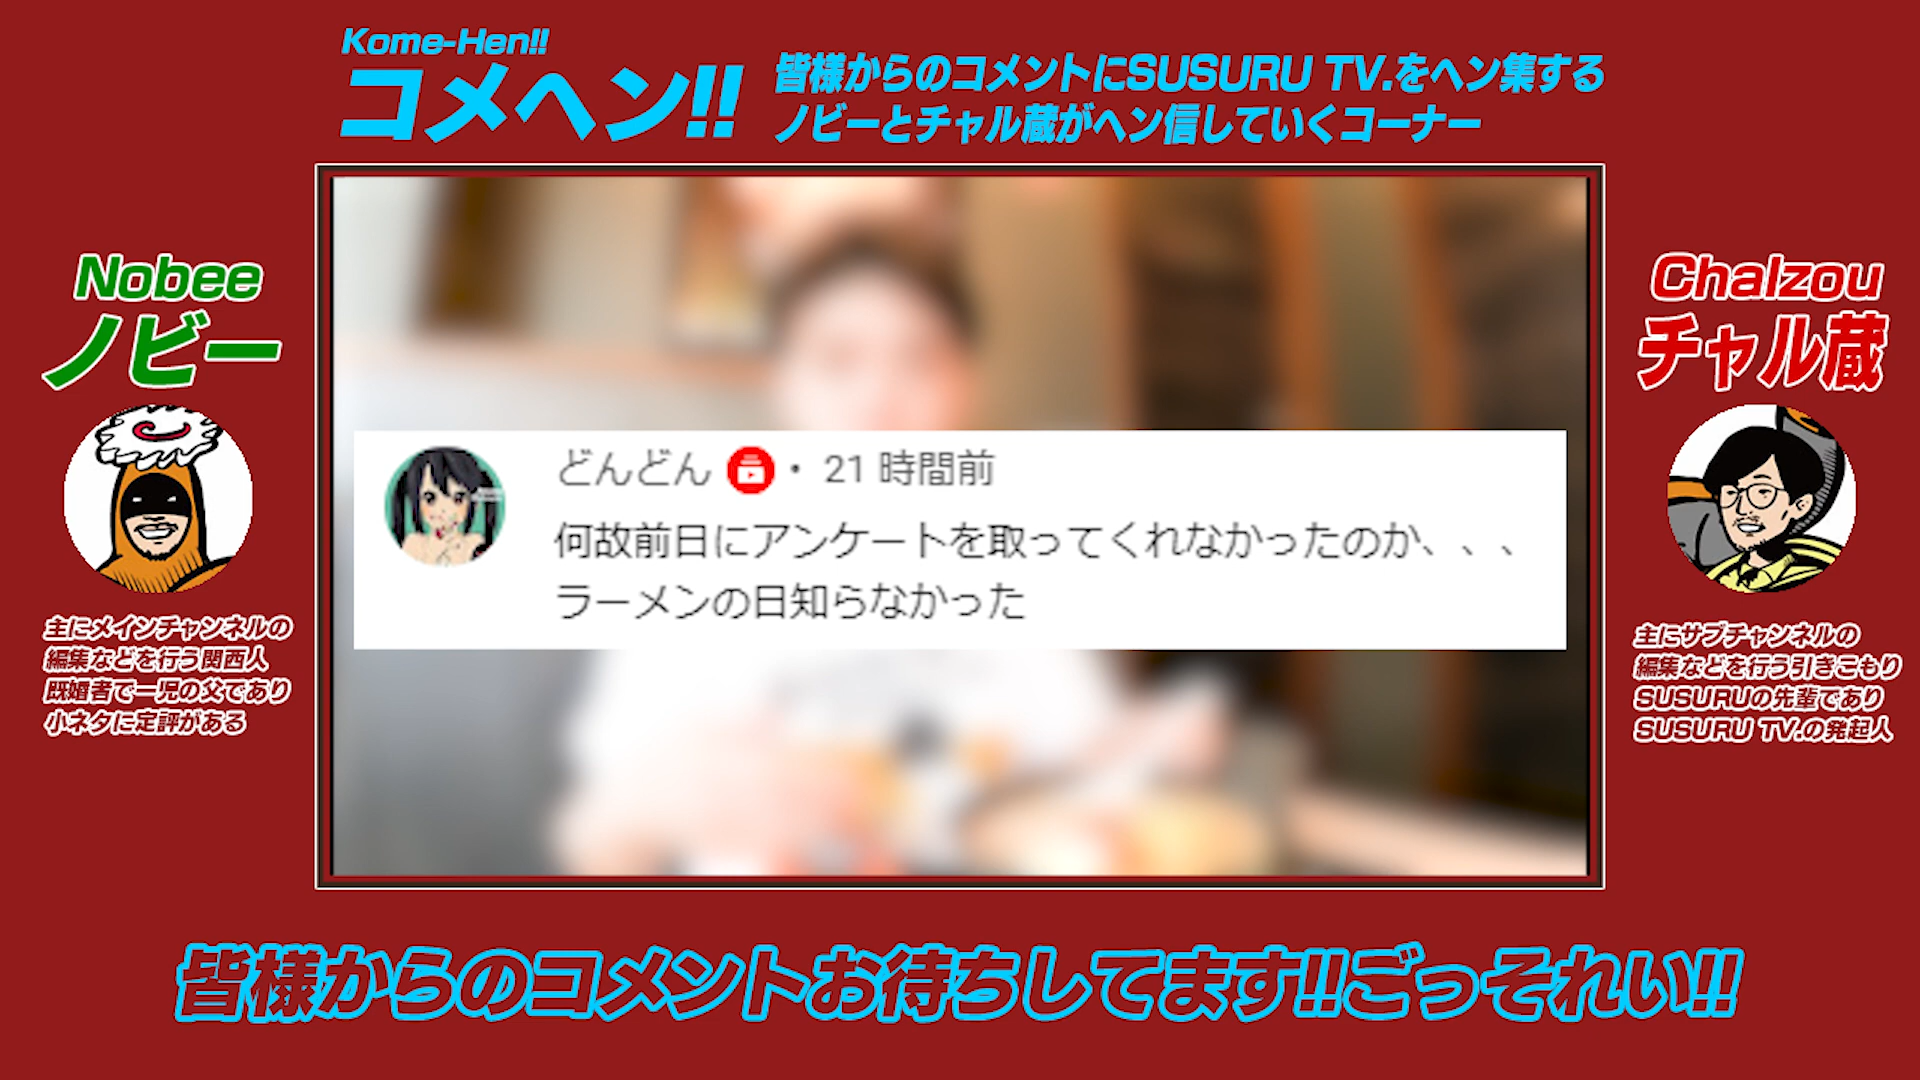 Kome-Hen!!
コメヘン!!
皆様からのコメントにSUSURU TV.をヘン集する
ノビーとチャル蔵がヘン信していくコーナー
Nobee
ノビー
主にメインチャンネルの
編集などを行う関西人
既婚者で一児の父であり
小ネタに定評がある
どんどん・21 時間前
何故前日にアンケートを取ってくれなかったのか、、、
ラーメンの日知らなかった
Chalzou
チャル蔵
主にサブチャンネルの
編集などを行う引きこもり
SUSURUの先輩であり
SUSURU TV.の発起人
皆様からのコメントお待ちしてます!!ごっそれい!!